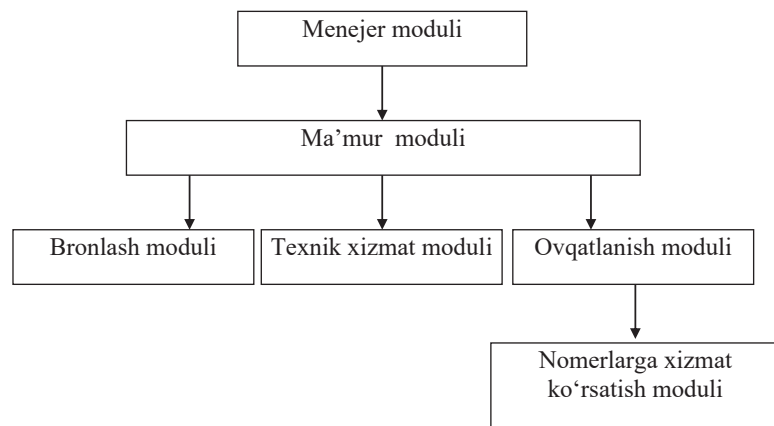 Menejer moduli
Ma’mur moduli
Bronlash moduli
Texnik xizmat moduli
Ovqatlanish moduli
Nomerlarga xizmat
ko‘rsatish moduli